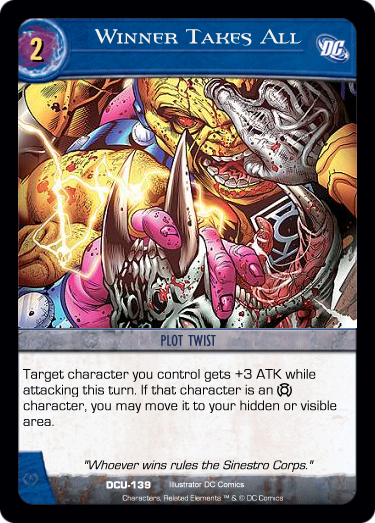 2
WINNER TAKES ALL
DC
PLOT TWIST
Target character you control gets +3 ATK while
attacking this turn. If that character is an
character, you may move it to your hidden or visible
area.
"Whoever wins rules the Sinestro Corps."
DCU-139 Illustrator DC Comics
Characters, Related Elements ™ & © DC Comics